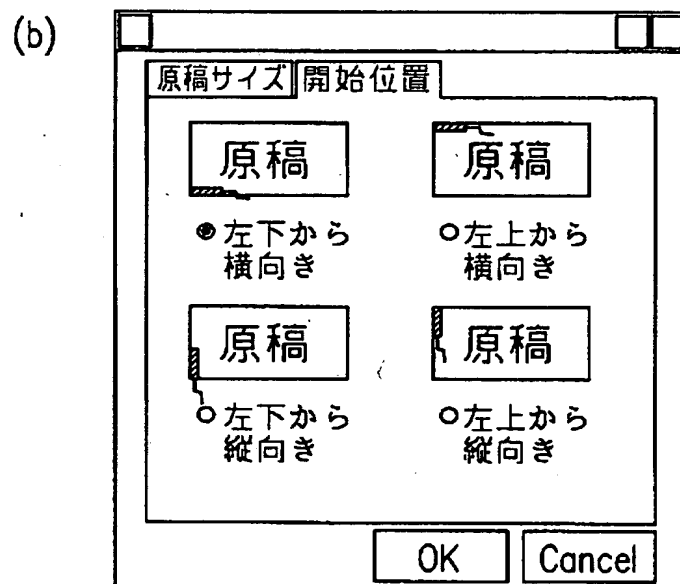 (b)
原稿サイズ 開始位置
原稿 原稿
左下から 左上から
横向き 横向き
原稿 原稿
左下から 左上から
縦向き 縦向き
OK Cancel